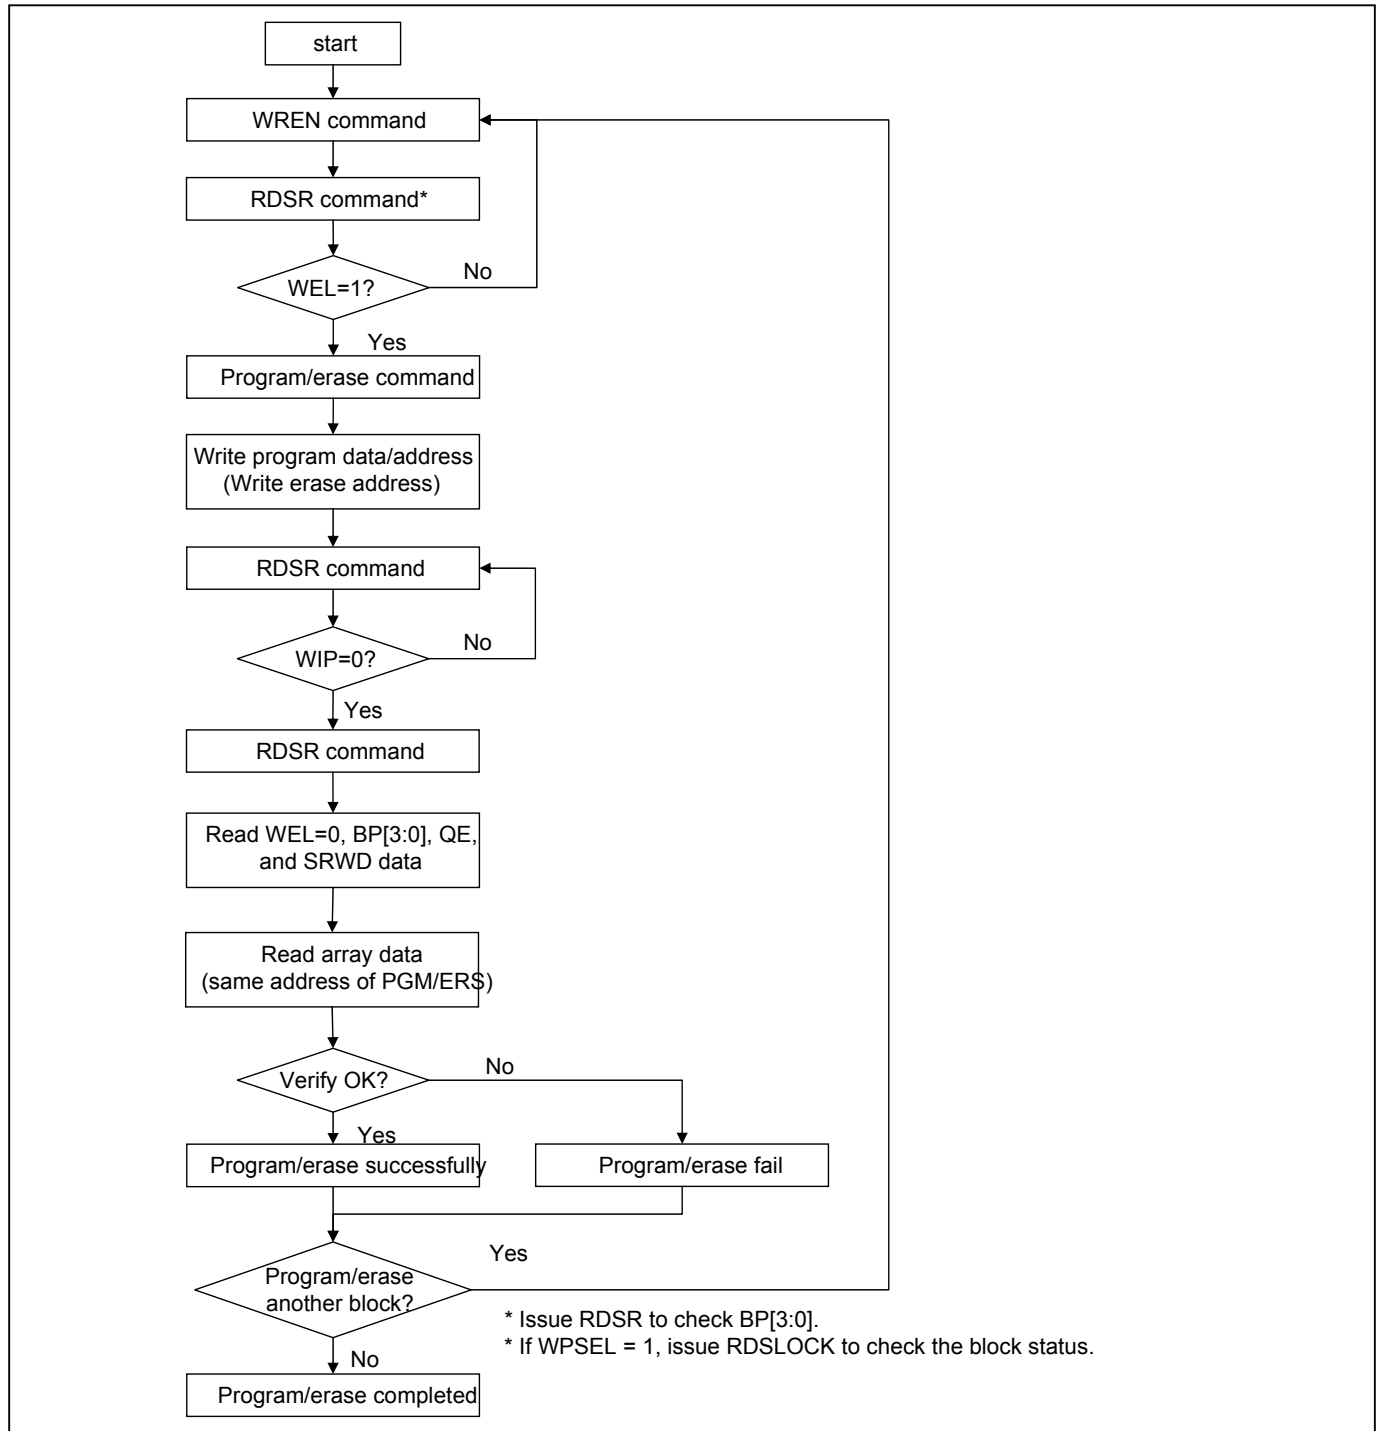 start
WREN command
RDSR command*
WEL=1?
No
Yes
Program/erase command
Write program data/address
(Write erase address)
RDSR command
WIP=0?
No
Yes
RDSR command
Read WEL=0, BP[3:0], QE,
and SRWD data
Read array data
(same address of PGM/ERS)
Verify OK?
No
Yes
Program/erase successfully
Program/erase fail
Program/erase
another block?
Yes
* Issue RDSR to check BP[3:0].
* If WPSEL = 1, issue RDSLOCK to check the block status.
No
Program/erase completed